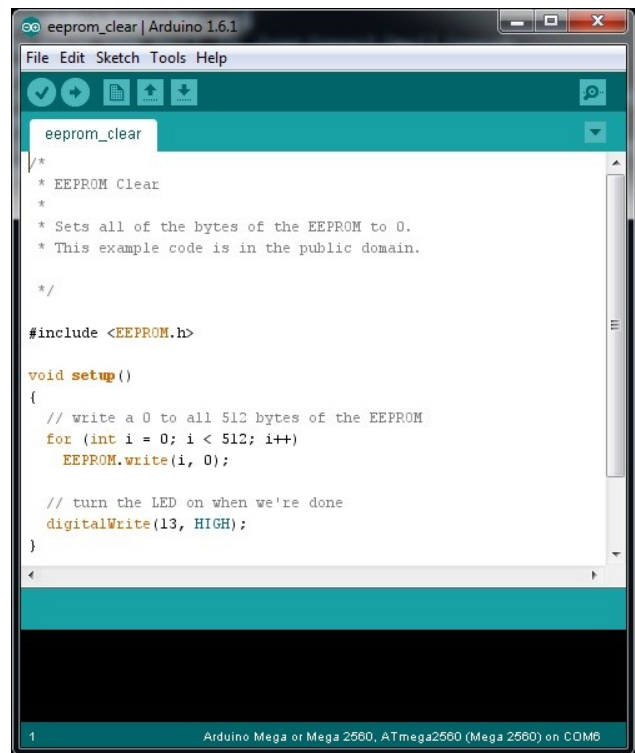 eeprom_clear | Arduino 1.6.1
File Edit Sketch Tools Help
eeprom_clear
/*
 * EEPROM Clear
 *
 * Sets all of the bytes of the EEPROM to 0.
 * This example code is in the public domain.

 */

#include <EEPROM.h>

void setup()
{
  // write a 0 to all 512 bytes of the EEPROM
  for (int i = 0; i < 512; i++)
    EEPROM.write(i, 0);

  // turn the LED on when we're done
  digitalWrite(13, HIGH);
}
1 Arduino Mega or Mega 2560, ATmega2560 (Mega 2560) on COM6